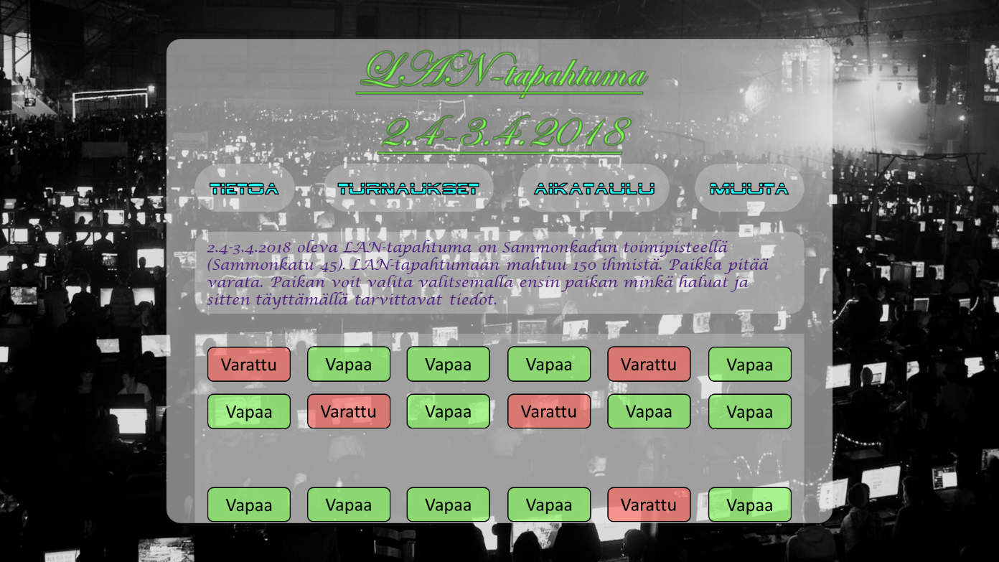 LAN-tapahtuma
2.4-3.4.2018
TIETOA TURNAUKSET AIKATAULU MUUTA
2.4-3.4.2018 oleva LAN-tapahtuma on Sammonkadun toimipisteellä
(Sammonkatu 45). LAN-tapahtumaan mahtuu 150 ihmistä. Paikka pitää
varata. Paikan voit valita valitsemalla ensin paikan minkä haluat ja
sitten täyttämällä tarvittavat tiedot.
Varattu Vapaa Vapaa Vapaa Varattu Vapaa
Vapaa Varattu Vapaa Varattu Vapaa Vapaa
Vapaa Vapaa Vapaa Vapaa Varattu Vapaa